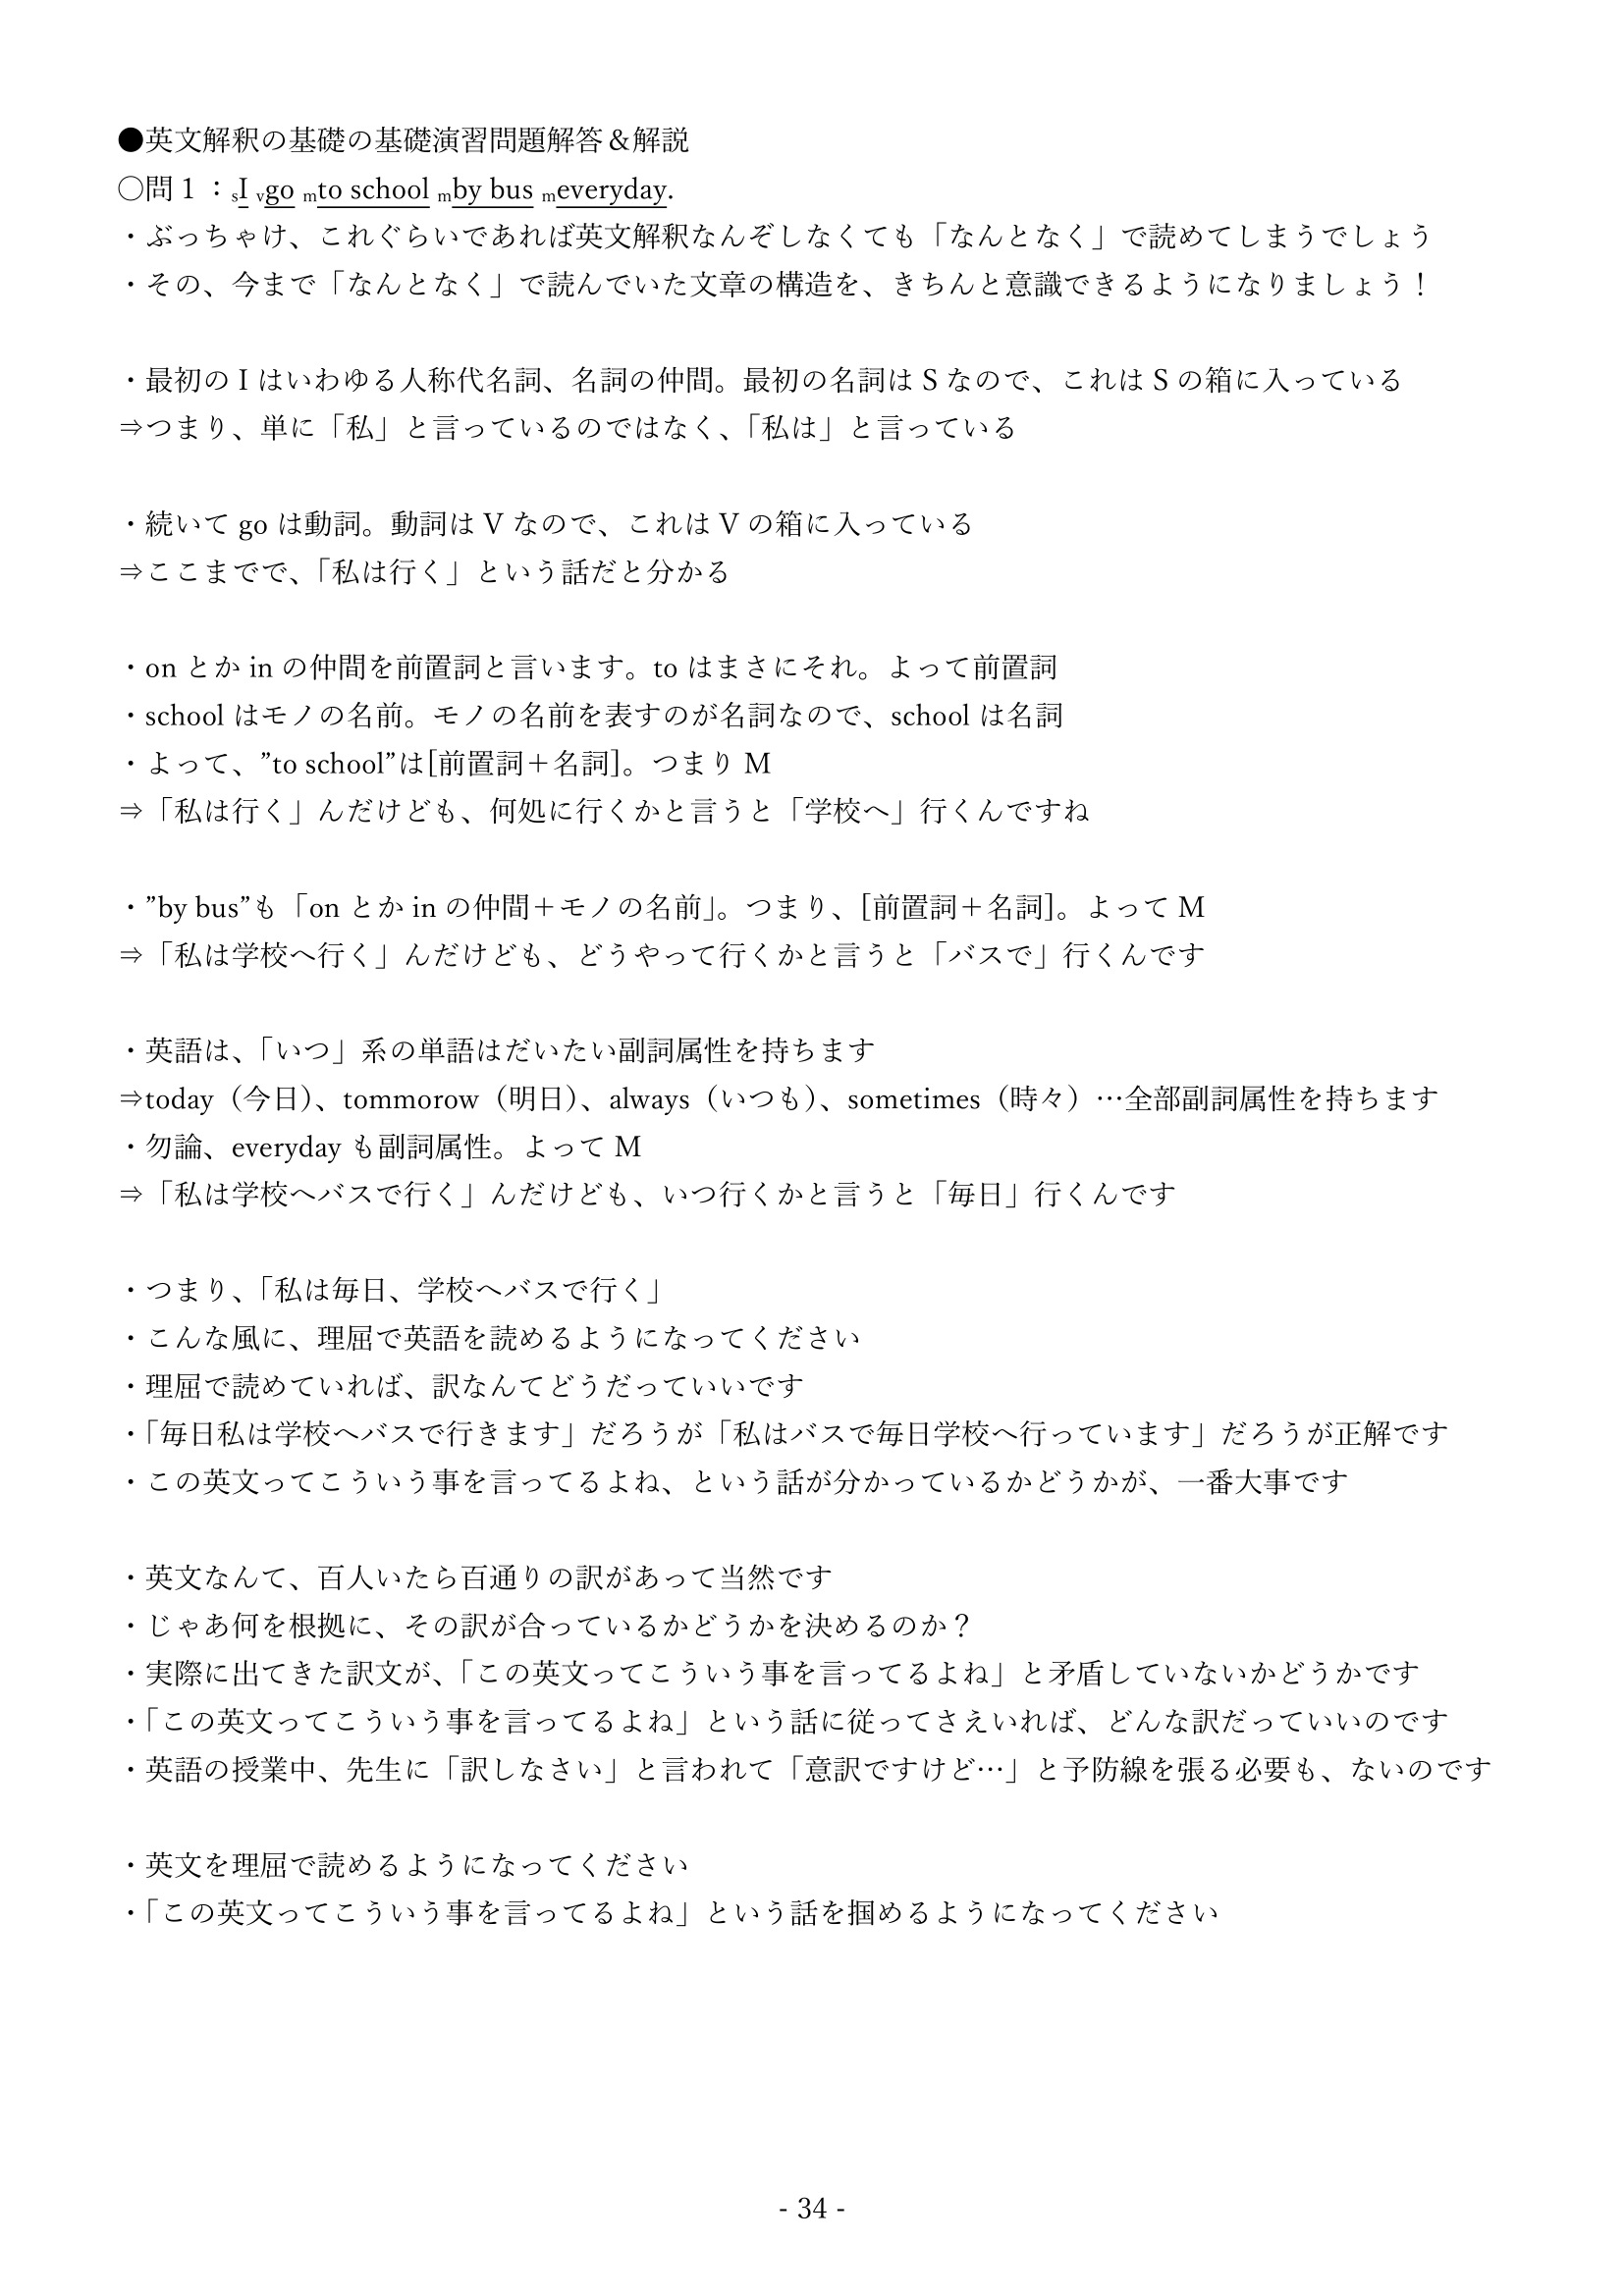 ●英文解釈の基礎の基礎演習問題解答＆解説
〇問１：sI vgo mto school mby bus meveryday.
・ぶっちゃけ、これぐらいであれば英文解釈なんぞしなくても「なんとなく」で読めてしまうでしょう
・その、今まで「なんとなく」で読んでいた文章の構造を、きちんと意識できるようになりましょう！
・最初の I はいわゆる人称代名詞、名詞の仲間。最初の名詞は S なので、これは S の箱に入っている
⇒つまり、単に「私」と言っているのではなく、「私は」と言っている
・続いて go は動詞。動詞は V なので、これは V の箱に入っている
⇒ここまでで、「私は行く」という話だと分かる
・on とか in の仲間を前置詞と言います。to はまさにそれ。よって前置詞
・school はモノの名前。モノの名前を表すのが名詞なので、school は名詞
・よって、”to school”は[前置詞＋名詞]。つまり M
⇒「私は行く」んだけども、何処に行くかと言うと「学校へ」行くんですね
・”by bus”も「on とか in の仲間＋モノの名前」。つまり、[前置詞＋名詞]。よって M
⇒「私は学校へ行く」んだけども、どうやって行くかと言うと「バスで」行くんです
・英語は、「いつ」系の単語はだいたい副詞属性を持ちます
⇒today（今日）、tommorow（明日）、always（いつも）、sometimes（時々）…全部副詞属性を持ちます
・勿論、everyday も副詞属性。よって M
⇒「私は学校へバスで行く」んだけども、いつ行くかと言うと「毎日」行くんです
・つまり、「私は毎日、学校へバスで行く」
・こんな風に、理屈で英語を読めるようになってください
・理屈で読めていれば、訳なんてどうだっていいです
・「毎日私は学校へバスで行きます」だろうが「私はバスで毎日学校へ行っています」だろうが正解です
・この英文ってこういう事を言ってるよね、という話が分かっているかどうかが、一番大事です
・英文なんて、百人いたら百通りの訳があって当然です
・じゃあ何を根拠に、その訳が合っているかどうかを決めるのか？
・実際に出てきた訳文が、「この英文ってこういう事を言ってるよね」と矛盾していないかどうかです
・「この英文ってこういう事を言ってるよね」という話に従ってさえいれば、どんな訳だっていいのです
・英語の授業中、先生に「訳しなさい」と言われて「意訳ですけど…」と予防線を張る必要も、ないのです
・英文を理屈で読めるようになってください
・「この英文ってこういう事を言ってるよね」という話を掴めるようになってください
- 34 -